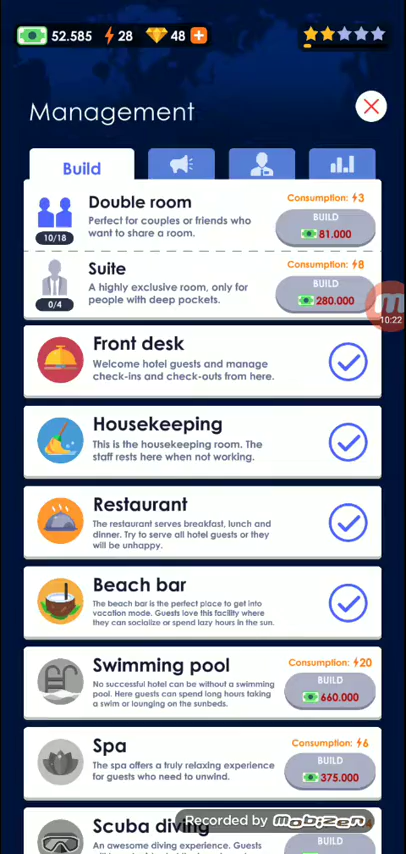 52.585 28 48
Management
Build
Double room
Perfect for couples or friends who
want to share a room.
10/18
Consumption: 3
BUILD
81.000
Suite
A highly exclusive room, only for
people with deep pockets.
0/4
Consumption: 8
BUILD
280.000
10:22
Front desk
Welcome hotel guests and manage
check-ins and check-outs from here.
Housekeeping
This is the housekeeping room. The
staff rests here when not working.
Restaurant
The restaurant serves breakfast, lunch and
dinner. Try to serve all hotel guests or they
will be unhappy.
Beach bar
The beach bar is the perfect place to get into
vacation mode. Guests love this facility where
they can socialize or spend lazy hours in the sun.
Swimming pool
No successful hotel can be without a swimming
pool. Here guests can spend long hours taking
a swim or lounging on the sunbeds.
Consumption: 20
BUILD
660.000
Spa
The spa offers a truly relaxing experience
for guests who need to unwind.
Consumption: 6
BUILD
375.000
Scuba diving
An awesome diving experience. Guests
BUILD
Recorded by mobizen